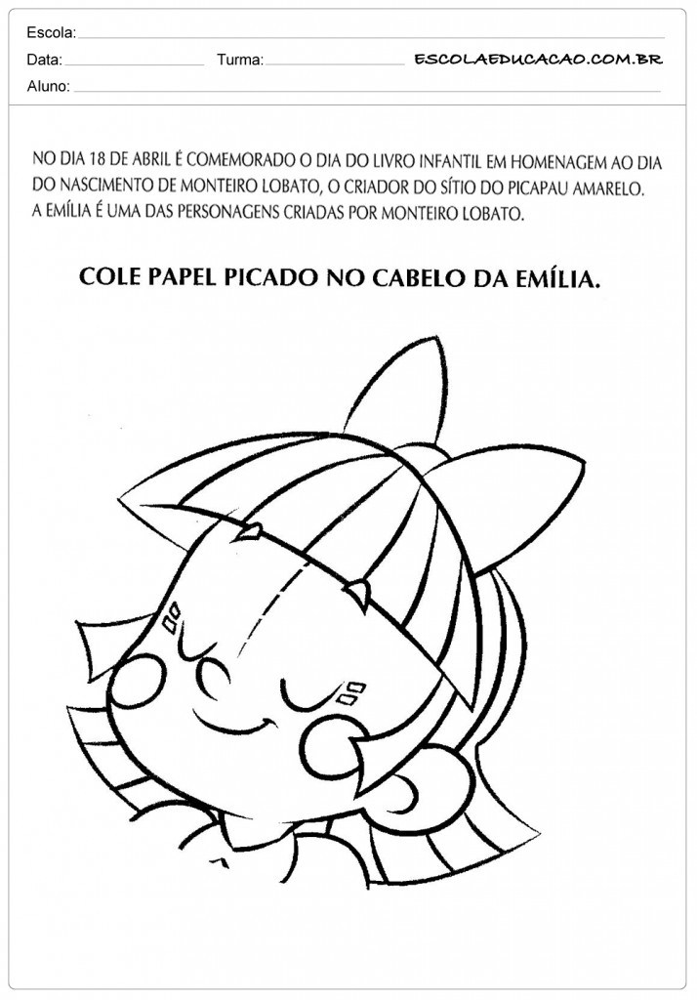 Escola:
Data: Turma: ESCOLAEDUCACAO.COM.BR
Aluno:
NO DIA 18 DE ABRIL É COMEMORADO O DIA DO LIVRO INFANTIL EM HOMENAGEM AO DIA
DO NASCIMENTO DE MONTEIRO LOBATO, O CRIADOR DO SÍTIO DO PICAPAU AMARELO.
A EMÍLIA É UMA DAS PERSONAGENS CRIADAS POR MONTEIRO LOBATO.
COLE PAPEL PICADO NO CABELO DA EMÍLIA.